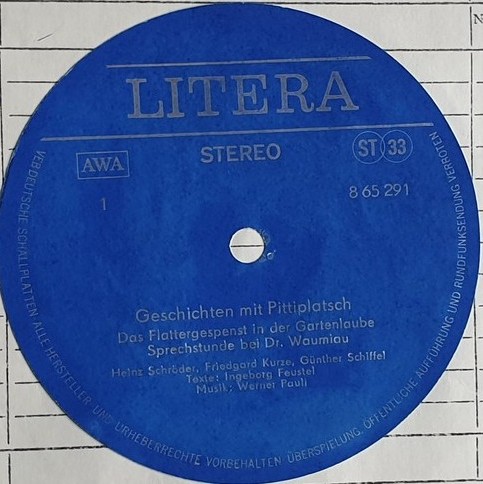 N
LITERA
STEREO
AWA
ST 33
1
8 65 291
Geschichten mit Pittiplatsch
Das Flattergespenst in der Gartenlaube
Sprechstunde bei Dr. Waumiau
Heinz Schröder, Friedgard Kurze, Günther Schiffel
Texte: Ingeborg Feustel
Musik: Werner Pauli
VEB DEUTSCHE SCHALLPLATTEN ALLE HERSTELLER- UND URHEBERRECHTE VORBEHALTEN ÜBERSPIELUNG, ÖFFENTLICHE AUFFÜHRUNG UND RUNDFUNKSENDUNG VERBOTEN